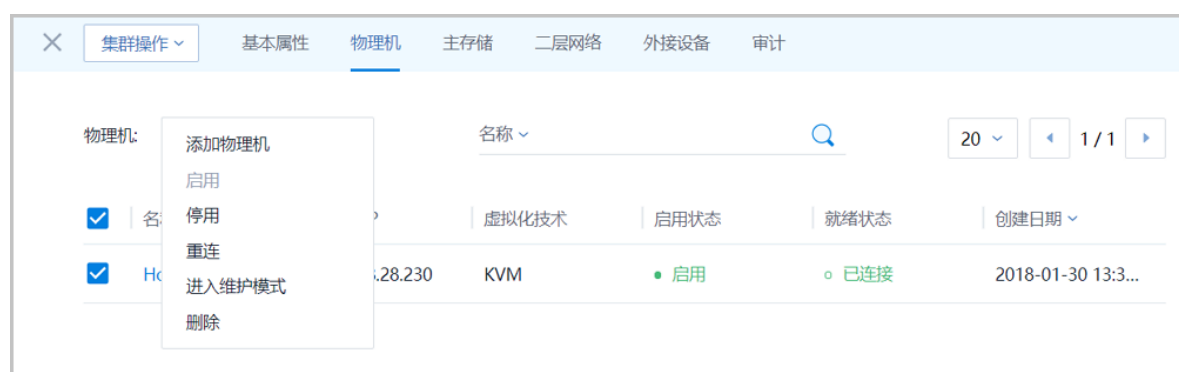 集群操作 基本属性 物理机 主存储 二层网络 外接设备 审计
物理机: 名称 20 1 / 1
添加物理机
启用
停用 虚拟化技术 启用状态 就绪状态 创建日期
重连
.28.230 KVM 启用 已连接 2018-01-30 13:3...
进入维护模式
删除